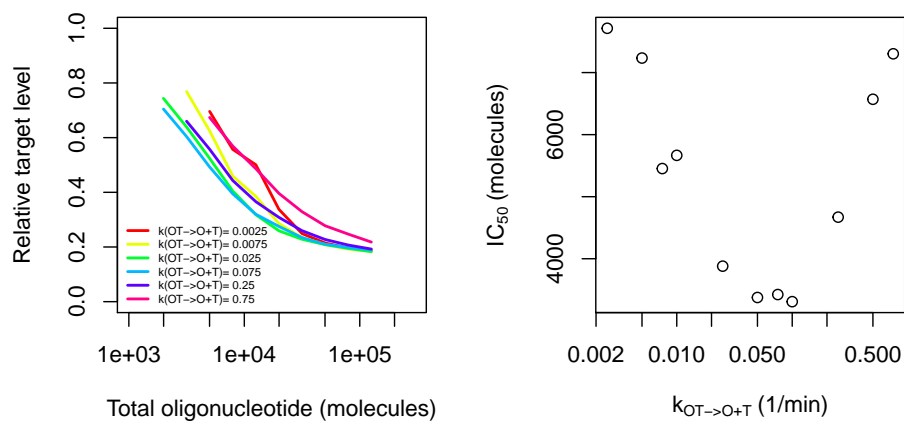 Relative target level
0.0
0.2
0.4
0.6
0.8
1.0
k(OT->O+T)= 0.0025
k(OT->O+T)= 0.0075
k(OT->O+T)= 0.025
k(OT->O+T)= 0.075
k(OT->O+T)= 0.25
k(OT->O+T)= 0.75
1e+03
1e+04
1e+05
Total oligonucleotide (molecules)
IC50 (molecules)
4000
6000
0.002
0.010
0.050
0.500
kOT->O+T (1/min)